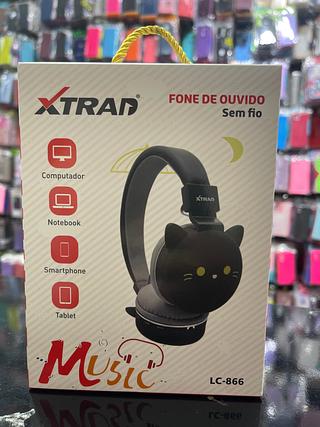 XTRAD®
FONE DE OUVIDO
Sem fio
Computador
Notebook
Smartphone
Tablet
XTRAD
Music
LC-866